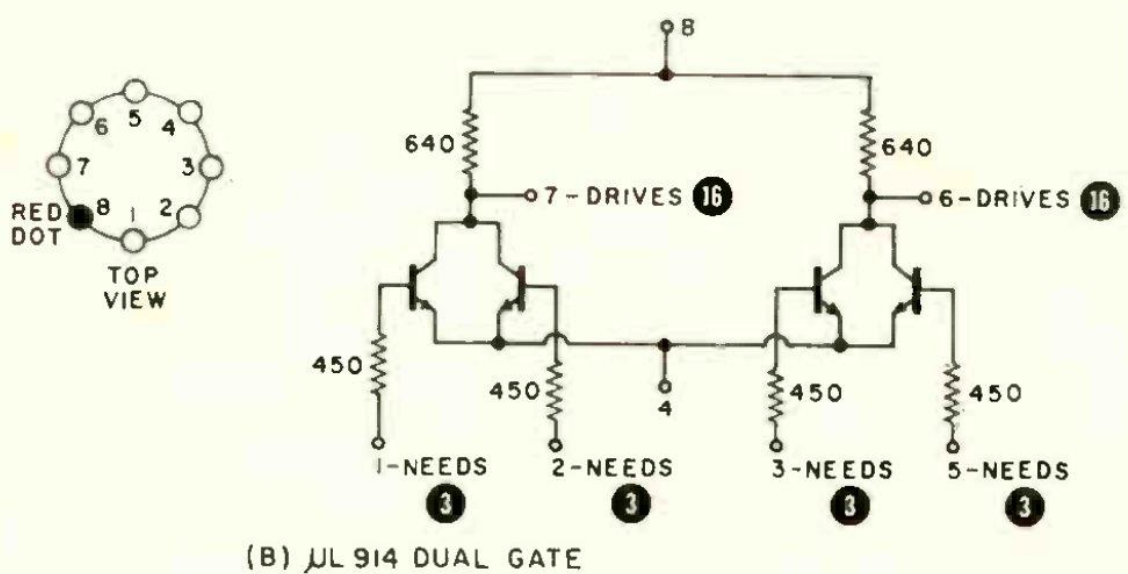 8
640
640
7-DRIVES 16
6-DRIVES 16
5
6
4
7
3
RED DOT
8
1
2
TOP VIEW
450
450
4
450
450
1-NEEDS 3
2-NEEDS 3
3-NEEDS 3
5-NEEDS 3
(B) μL 914 DUAL GATE